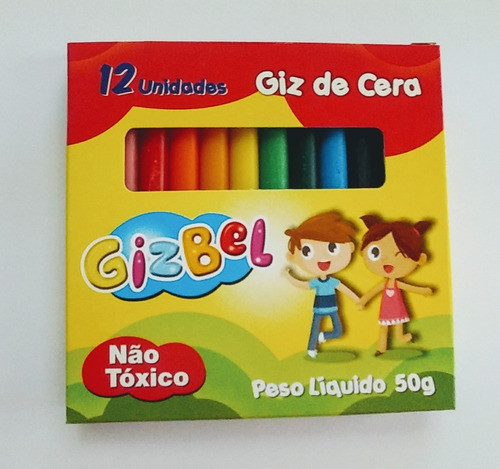 12 Unidades
Giz de Cera
GizBel
Não
Tóxico
Peso Líquido 50g